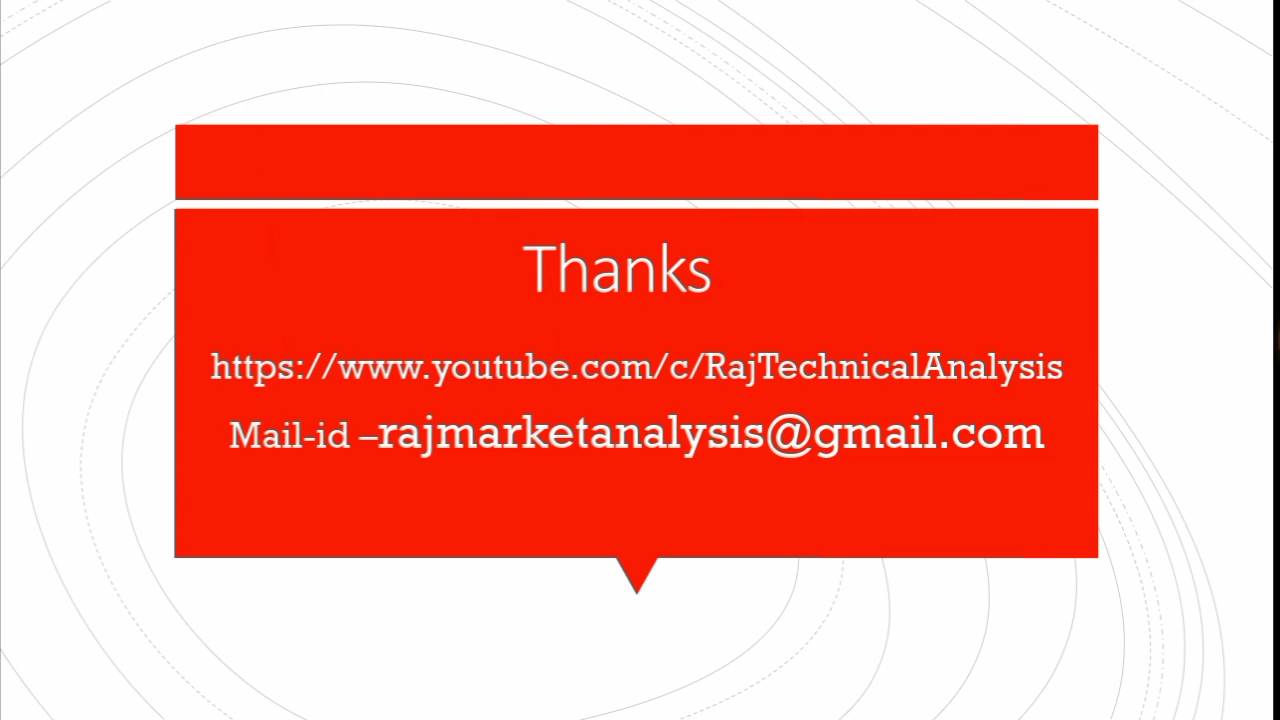 Thanks
https://www.youtube.com/c/RajTechnicalAnalysis
Mail-id –rajmarketanalysis@gmail.com